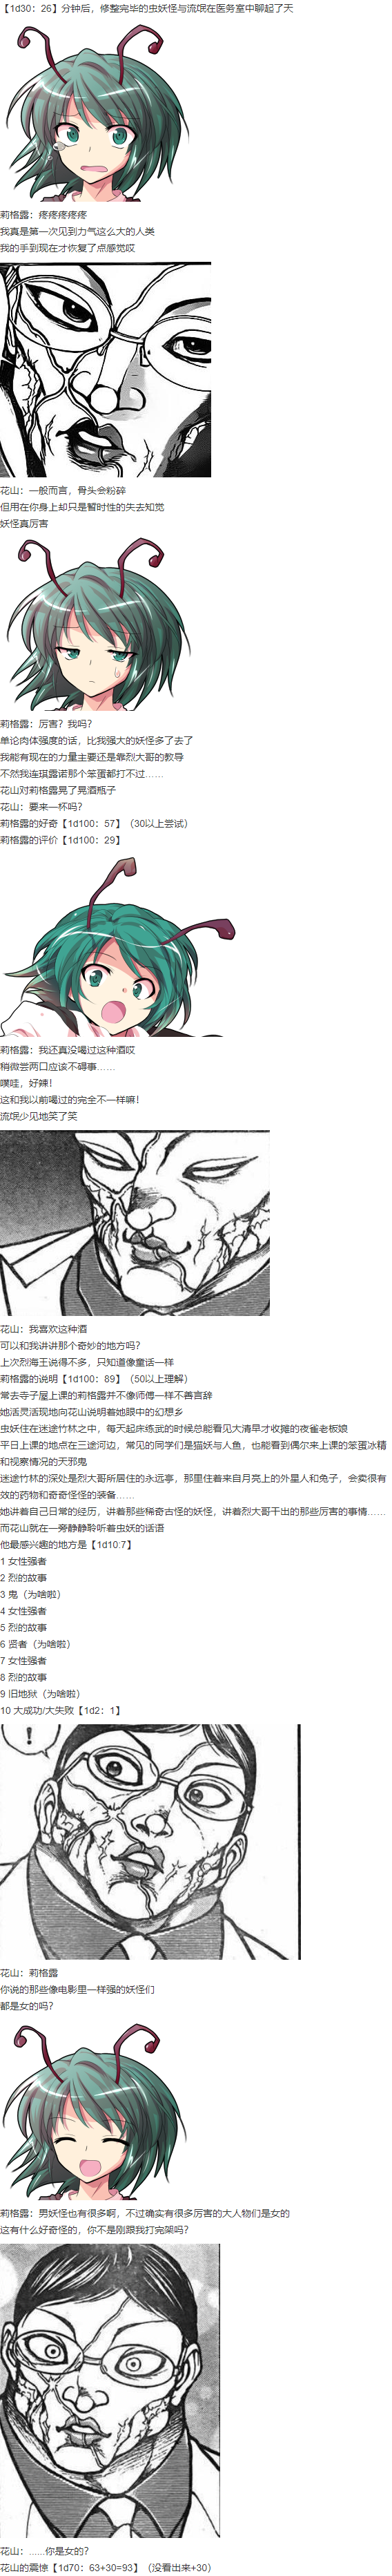 【1d30：26】分钟后，修整完毕的虫妖怪与流氓在医务室中聊起了天
莉格露：疼疼疼疼疼
我真是第一次见到力气这么大的人类
我的手到现在才恢复了点感觉哎
花山：一般而言，骨头会粉碎
但用在你身上却只是暂时性的失去知觉
妖怪真厉害
莉格露：厉害？我吗？
单论肉体强度的话，比我强大的妖怪多了去了
我能有现在的力量主要还是靠烈大哥的教导
不然我连琪露诺那个笨蛋都打不过……
花山对莉格露晃了晃酒瓶子
花山：要来一杯吗？
莉格露的好奇【1d100：57】（30以上尝试）
莉格露的评价【1d100：29】
莉格露：我还真没喝过这种酒哎
稍微尝两口应该不碍事……
噗哇，好辣！
这和我以前喝过的完全不一样嘛！
流氓少见地笑了笑
花山：我喜欢这种酒
可以和我讲讲那个奇妙的地方吗？
上次烈海王说得不多，只知道像童话一样
莉格露的说明【1d100：89】（50以上理解）
常去寺子屋上课的莉格露并不像师傅一样不善言辞
她活灵活现地向花山说明着她眼中的幻想乡
虫妖住在迷途竹林之中，每天起床练武的时候总能看见大清早才收摊的夜雀老板娘
平日上课的地点在三途河边，常见的同学们是猫妖与人鱼，也能看到偶尔来上课的笨蛋冰精
和视察情况的天邪鬼
迷途竹林的深处是烈大哥所居住的永远亭，那里住着来自月亮上的外星人和兔子，会卖很有
效的药物和奇奇怪怪的装备……
她讲着自己日常的经历，讲着那些稀奇古怪的妖怪，讲着烈大哥干出的那些厉害的事情……
而花山就在一旁静静聆听着虫妖的话语
他最感兴趣的地方是【1d10:7】
1 女性强者
2 烈的故事
3 鬼（为啥啦）
4 女性强者
5 烈的故事
6 贤者（为啥啦）
7 女性强者
8 烈的故事
9 旧地狱（为啥啦）
10 大成功/大失败【1d2：1】
！
花山：莉格露
你说的那些像电影里一样强的妖怪们
都是女的吗？
莉格露：男妖怪也有很多啊，不过确实有很多厉害的大人物们是女的
这有什么好奇怪的，你不是刚跟我打完架吗？
花山：......你是女的？
花山的震惊【1d70：63+30=93】（没看出来+30）